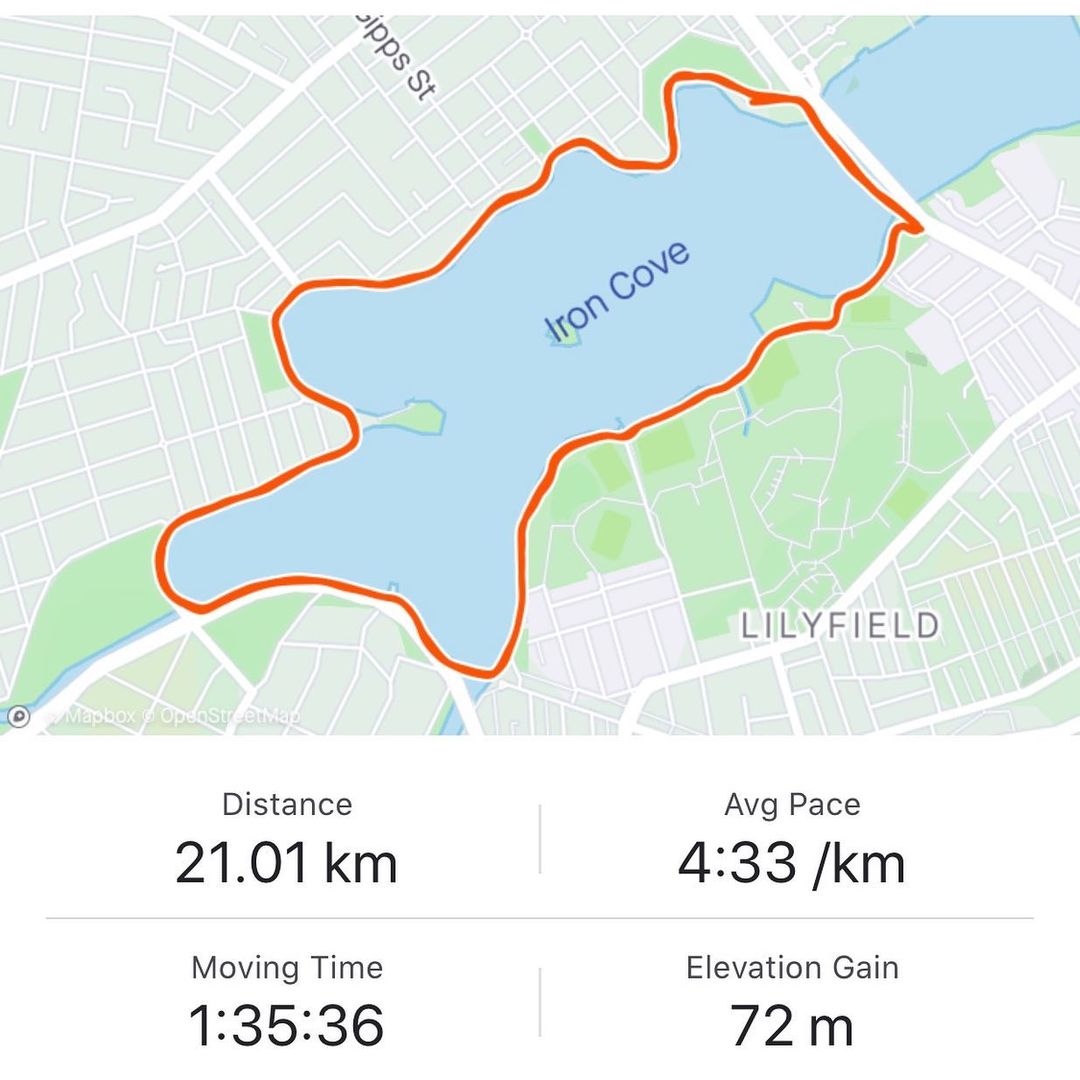 Gipps St
Iron Cove
LILYFIELD
© Mapbox © OpenStreetMap
Distance
Avg Pace
21.01 km
4:33 /km
Moving Time
Elevation Gain
1:35:36
72 m